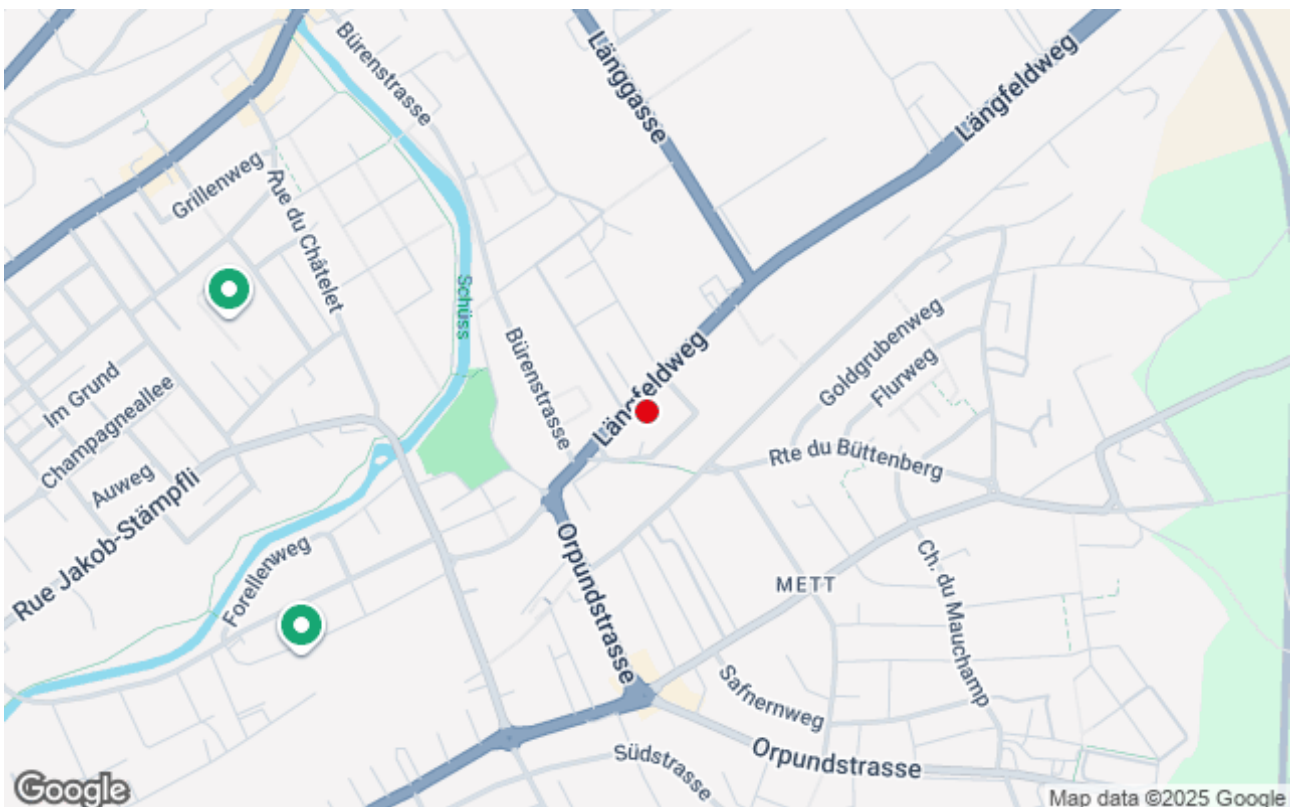 Bürenstrasse
Länggasse
Längfeldweg
Grillenweg
Rue du Châtelet
Schüss
Bürenstrasse
Längfeldweg
Goldgrubenweg
Flurweg
Im Grund
Champagneallee
Auweg
Rue Jakob-Stämpfli
Rte du Büttenberg
Forellenweg
Orpundstrasse
METT
Ch. du Mauchamp
Safnernweg
Südstrasse
Orpundstrasse
Google
Map data ©2025 Google